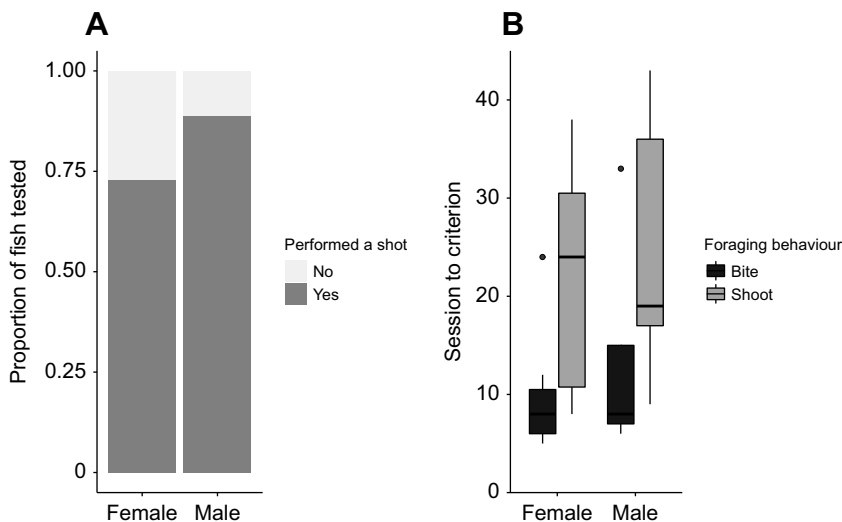 A
Proportion of fish tested
1.00
0.75
0.50
0.25
0
Female
Male
Performed a shot
No
Yes
B
Session to criterion
40
30
20
10
0
Female
Male
Foraging behaviour
Bite
Shoot